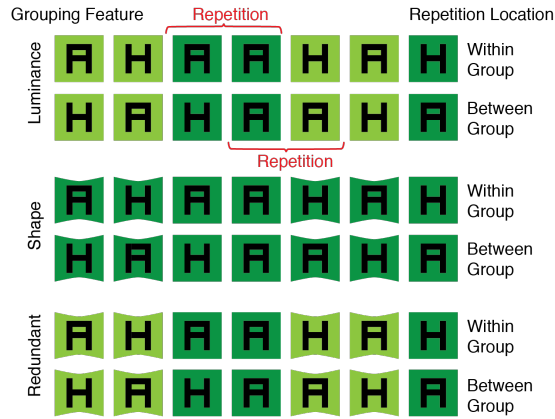 Grouping Feature Repetition Repetition Location
Luminance
A H A A H A H Within
Group
H A H A A H A Between
Group
Repetition
Shape
A H A A H A H Within
Group
H A H A A H A Between
Group
Redundant
A H A A H A H Within
Group
H A H A A H A Between
Group